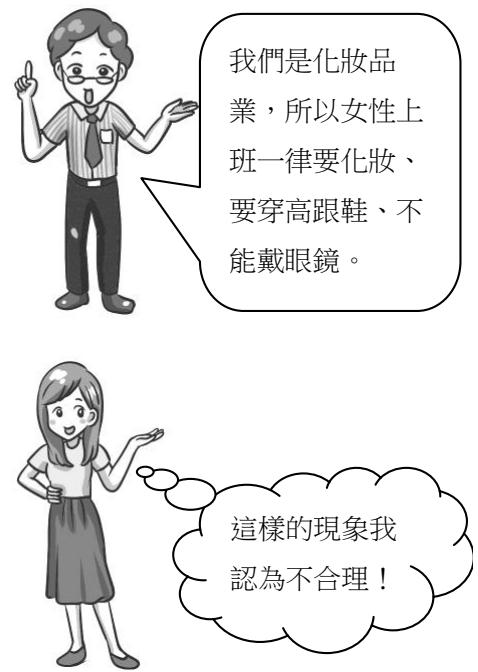 我們是化妝品
業，所以女性上
班一律要化妝、
要穿高跟鞋、不
能戴眼鏡。
這樣的現象我
認為不合理！